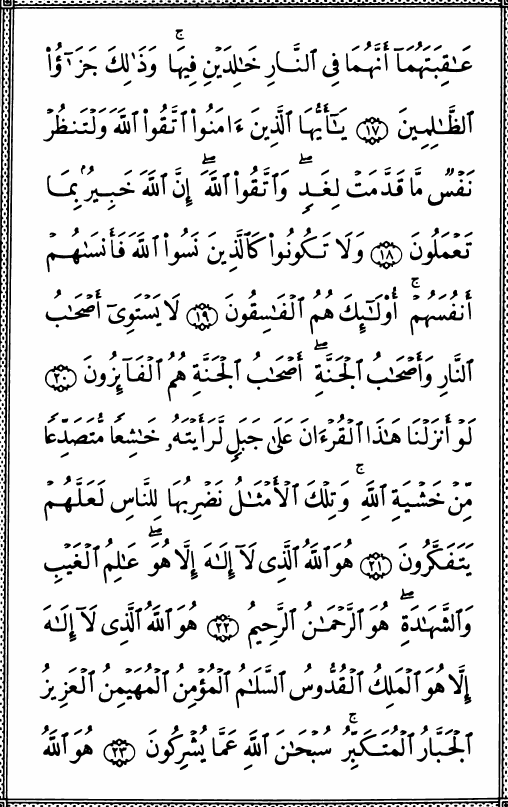 عَـٰقِبَتَهُمَآ أَنَّهُمَا فِى ٱلنَّارِ خَـٰلِدَيْنِ فِيهَا ۚ وَذَٰلِكَ جَزَـٰٓؤُا۟
ٱلظَّـٰلِمِينَ ١٧ يَـٰٓأَيُّهَا ٱلَّذِينَ ءَامَنُوا۟ ٱتَّقُوا۟ ٱللَّهَ وَلْتَنظُرْ
نَفْسٌ مَّا قَدَّمَتْ لِغَدٍ ۖ وَٱتَّقُوا۟ ٱللَّهَ ۖ إِنَّ ٱللَّهَ خَبِيرٌۢ بِمَا
تَعْمَلُونَ ١٨ وَلَا تَكُونُوا۟ كَٱلَّذِينَ نَسُوا۟ ٱللَّهَ فَأَنسَىٰهُمْ
أَنفُسَهُمْ ۚ أُو۟لَـٰٓئِكَ هُمُ ٱلْفَـٰسِقُونَ ١٩ لَا يَسْتَوِىٓ أَصْحَـٰبُ
ٱلنَّارِ وَأَصْحَـٰبُ ٱلْجَنَّةِ ۖ أَصْحَـٰبُ ٱلْجَنَّةِ هُمُ ٱلْفَآئِزُونَ ٢٠
لَوْ أَنزَلْنَا هَـٰذَا ٱلْقُرْءَانَ عَلَىٰ جَبَلٍ لَّرَأَيْتَهُۥ خَـٰشِعًا مُّتَصَدِّعًا
مِّنْ خَشْيَةِ ٱللَّهِ ۚ وَتِلْكَ ٱلْأَمْثَـٰلُ نَضْرِبُهَا لِلنَّاسِ لَعَلَّهُمْ
يَتَفَكَّرُونَ ٢١ هُوَ ٱللَّهُ ٱلَّذِى لَآ إِلَـٰهَ إِلَّا هُوَ ۖ عَـٰلِمُ ٱلْغَيْبِ
وَٱلشَّهَـٰدَةِ ۖ هُوَ ٱلرَّحْمَـٰنُ ٱلرَّحِيمُ ٢٢ هُوَ ٱللَّهُ ٱلَّذِى لَآ إِلَـٰهَ
إِلَّا هُوَ ٱلْمَلِكُ ٱلْقُدُّوسُ ٱلسَّلَـٰمُ ٱلْمُؤْمِنُ ٱلْمُهَيْمِنُ ٱلْعَزِيزُ
ٱلْجَبَّارُ ٱلْمُتَكَبِّرُ ۚ سُبْحَـٰنَ ٱللَّهِ عَمَّا يُشْرِكُونَ ٢٣ هُوَ ٱللَّهُ